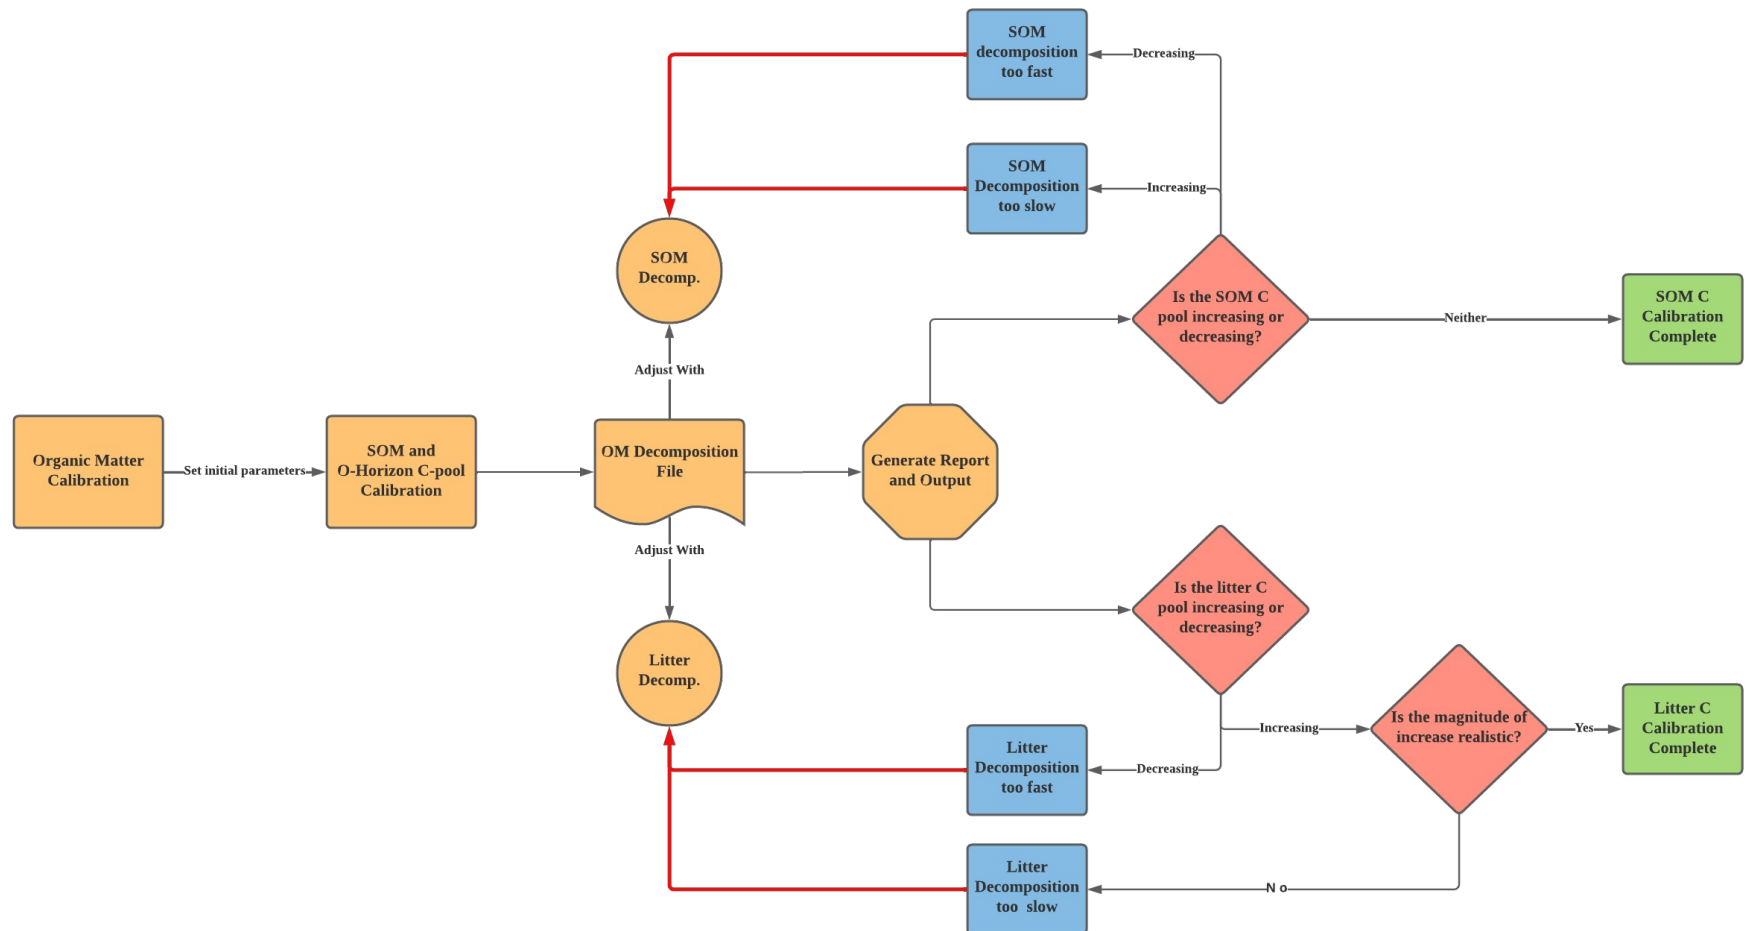 SOM
decomposition
too fast
Decreasing
SOM
Decomposition
too slow
Increasing
SOM
Decomp.
Is the SOM C
pool increasing or
decreasing?
Neither
SOM C
Calibration
Complete
Adjust With
Organic Matter
Calibration
Set initial parameters
SOM and
O-Horizon C-pool
Calibration
OM Decomposition
File
Generate Report
and Output
Adjust With
Is the litter C
pool increasing or
decreasing?
Litter
Decomp.
Increasing
Is the magnitude of
increase realistic?
Yes
Litter C
Calibration
Complete
Litter
Decomposition
too fast
Decreasing
Litter
Decomposition
too  slow
N o